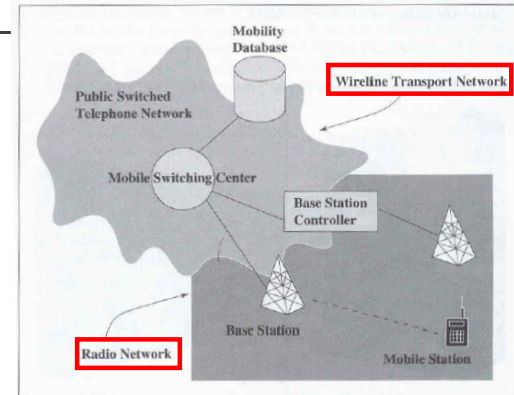 Mobility
Database
Wireline Transport Network
Public Switched
Telephone Network
Mobile Switching Center
Base Station
Controller
Base Station
Radio Network
Mobile Station